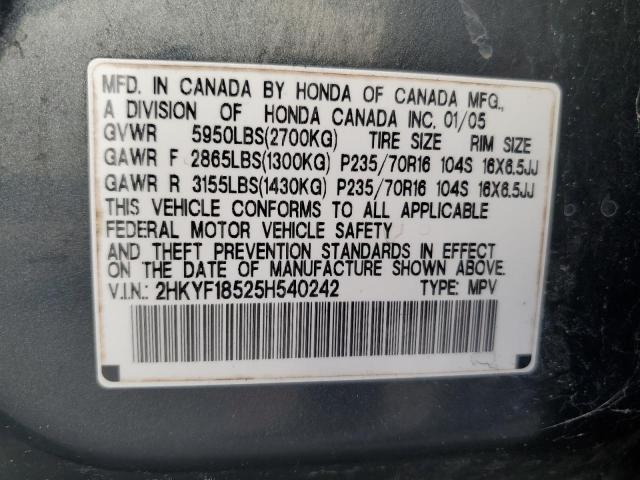 MFD. IN CANADA BY HONDA OF CANADA MFG.,
A DIVISION OF HONDA CANADA INC. 01/05
GVWR 5950LBS(2700KG) TIRE SIZE RIM SIZE
GAWR F 2865LBS(1300KG) P235/70R16 104S 16X6.5JJ
GAWR R 3155LBS(1430KG) P235/70R16 104S 16X6.5JJ
THIS VEHICLE CONFORMS TO ALL APPLICABLE
FEDERAL MOTOR VEHICLE SAFETY
AND THEFT PREVENTION STANDARDS IN EFFECT
ON THE DATE OF MANUFACTURE SHOWN ABOVE.
V.I.N.: 2HKYF18525H540242 TYPE: MPV